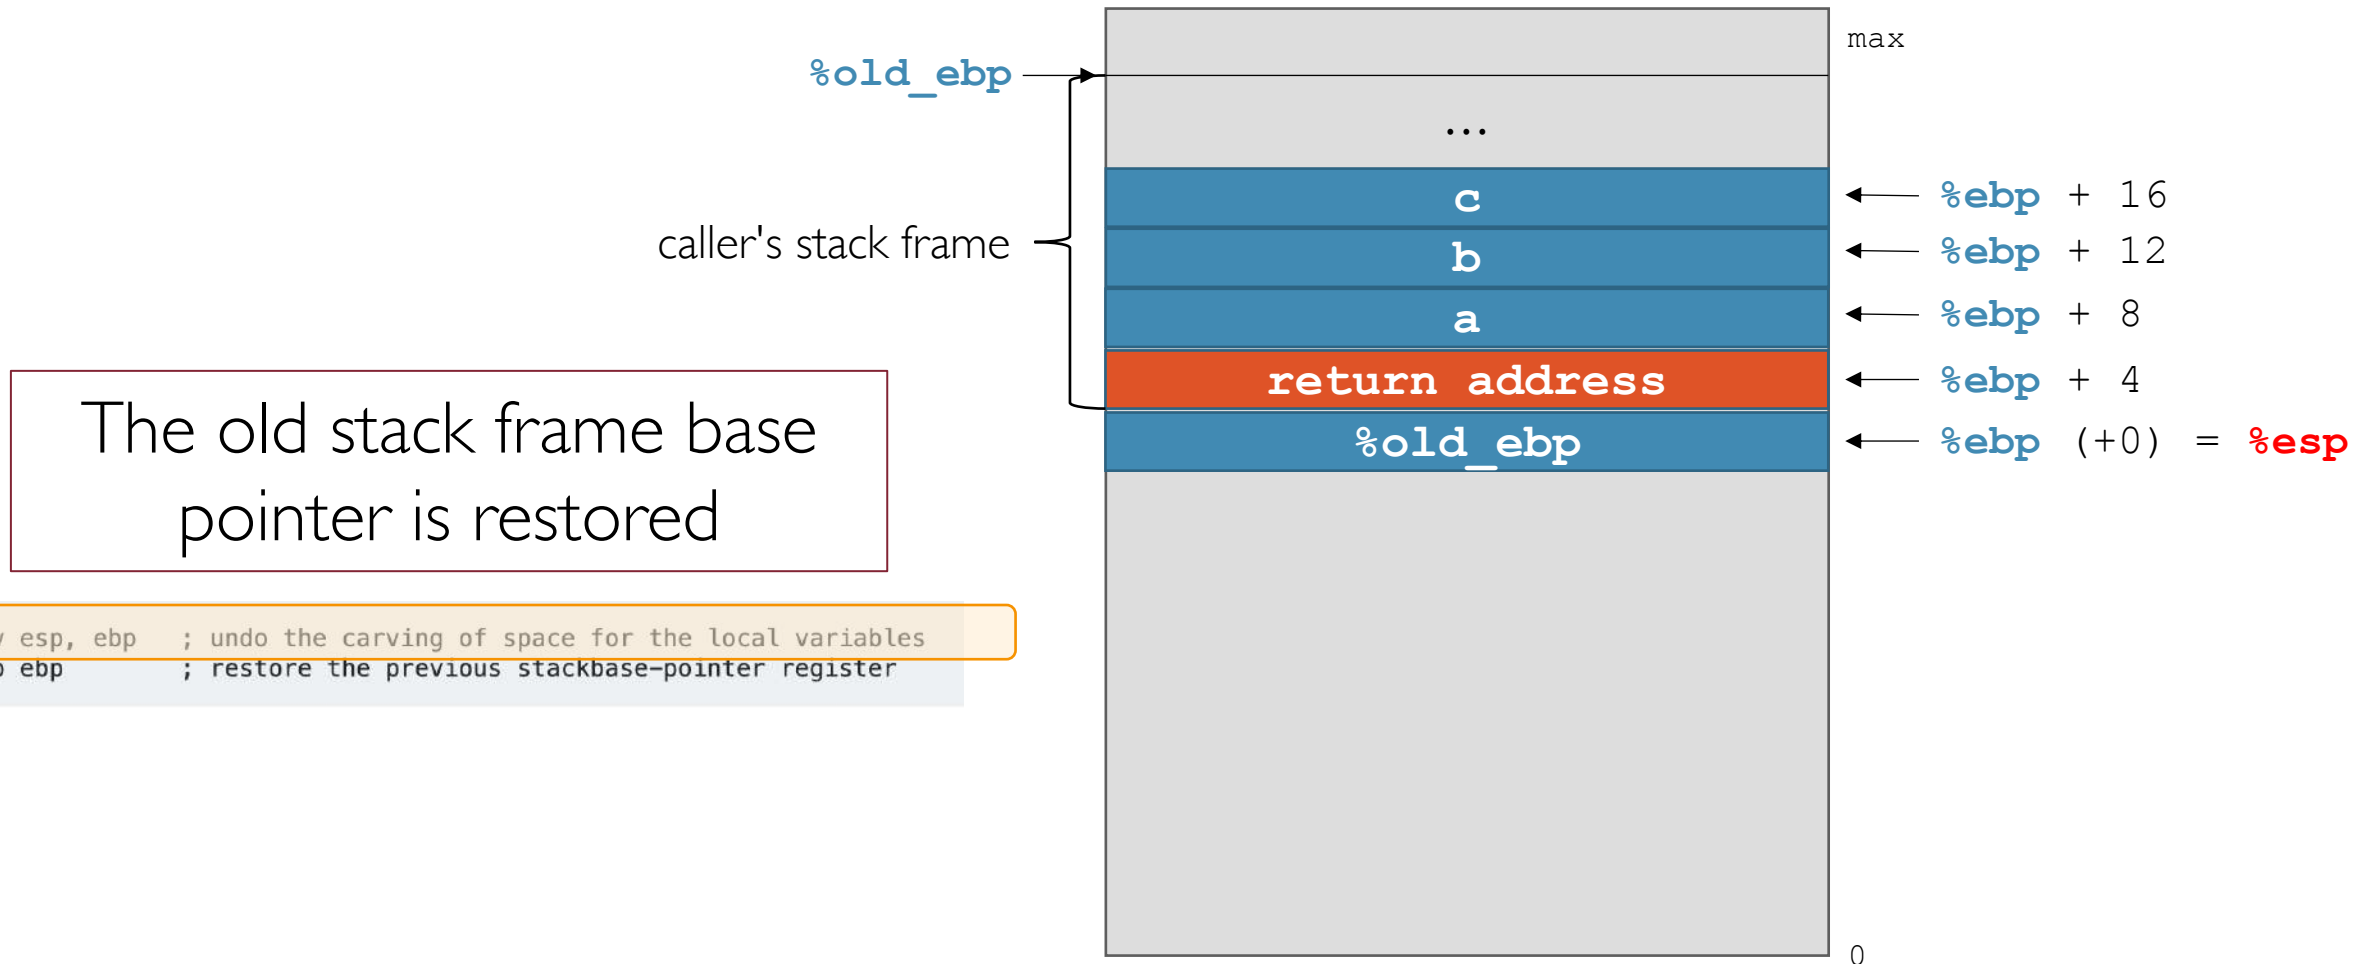 max
%old_ebp
...
c
%ebp + 16
caller's stack frame
b
%ebp + 12
a
%ebp + 8
return address
%ebp + 4
The old stack frame base
pointer is restored
%old_ebp
%ebp (+0) = %esp
esp, ebp ; undo the carving of space for the local variables
ebp ; restore the previous stackbase-pointer register
0